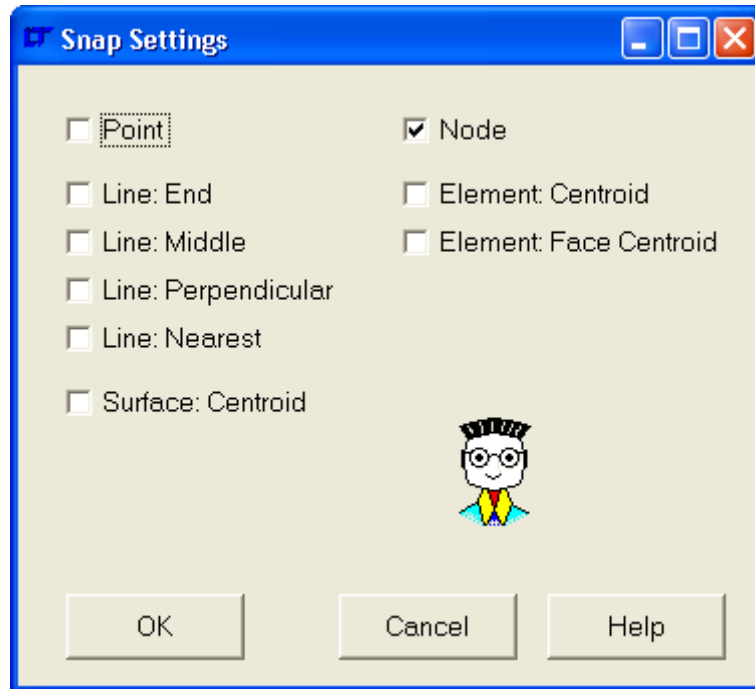 Snap Settings
Point
Node
Line: End
Element: Centroid
Line: Middle
Element: Face Centroid
Line: Perpendicular
Line: Nearest
Surface: Centroid
OK
Cancel
Help